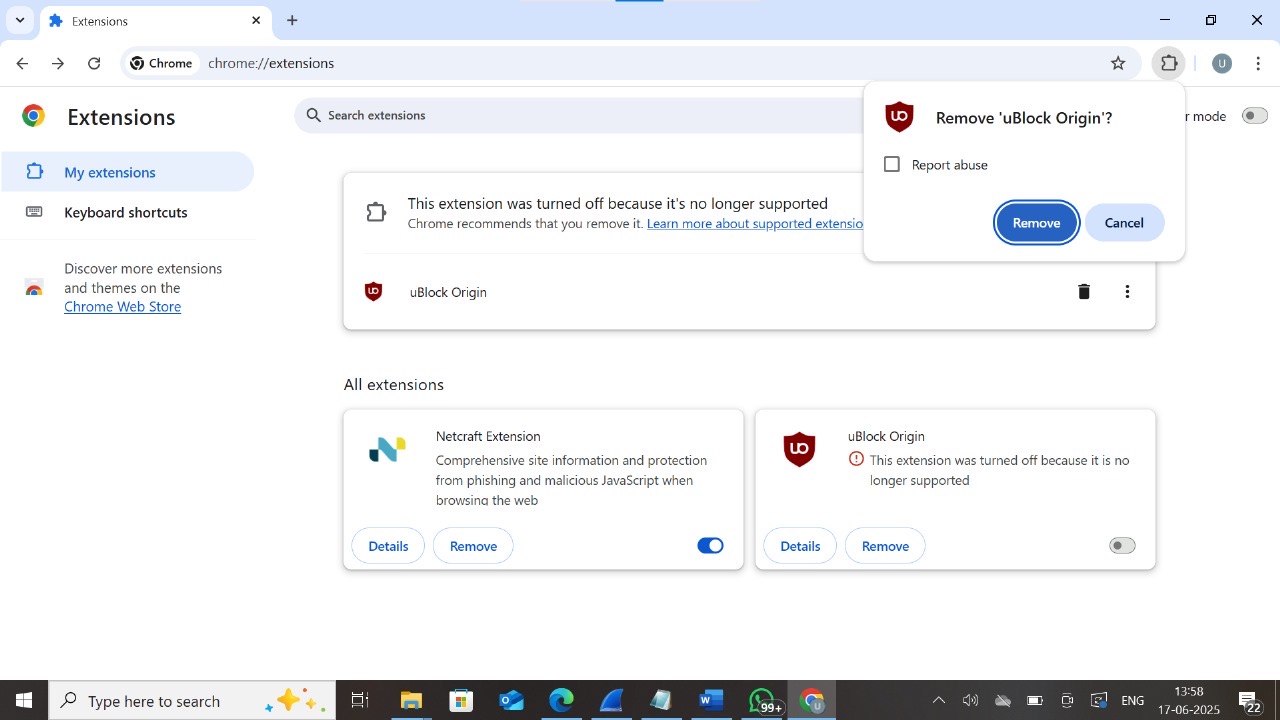 Extensions
Chrome
chrome://extensions
U
Extensions
Search extensions
r mode
UO
Remove 'uBlock Origin'?
Report abuse
Remove
Cancel
My extensions
Keyboard shortcuts
Discover more extensions
and themes on the
Chrome Web Store
This extension was turned off because it's no longer supported
Chrome recommends that you remove it. Learn more about supported extensio
UO
uBlock Origin
All extensions
Netcraft Extension
Comprehensive site information and protection
from phishing and malicious JavaScript when
browsing the web
Details
Remove
UO
uBlock Origin
This extension was turned off because it is no
longer supported
Details
Remove
Type here to search
99+
U
ENG
13:58
17-06-2025
22